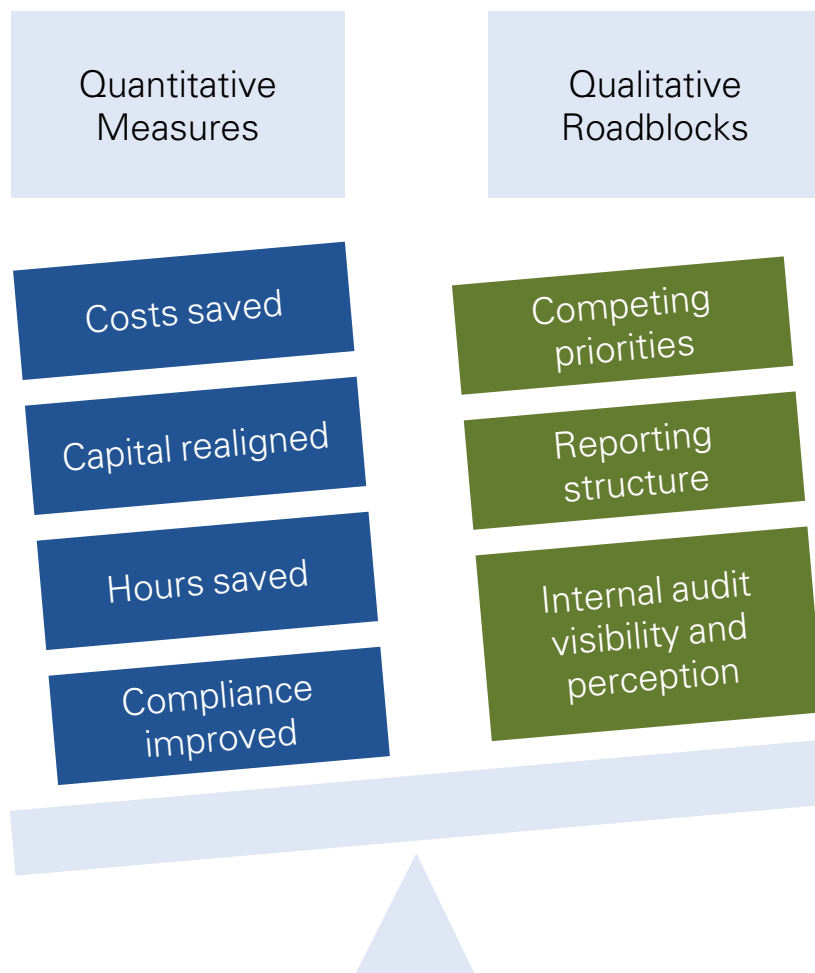 Quantitative
Measures
Qualitative
Roadblocks
Costs saved
Capital realigned
Hours saved
Compliance
improved
Competing
priorities
Reporting
structure
Internal audit
visibility and
perception